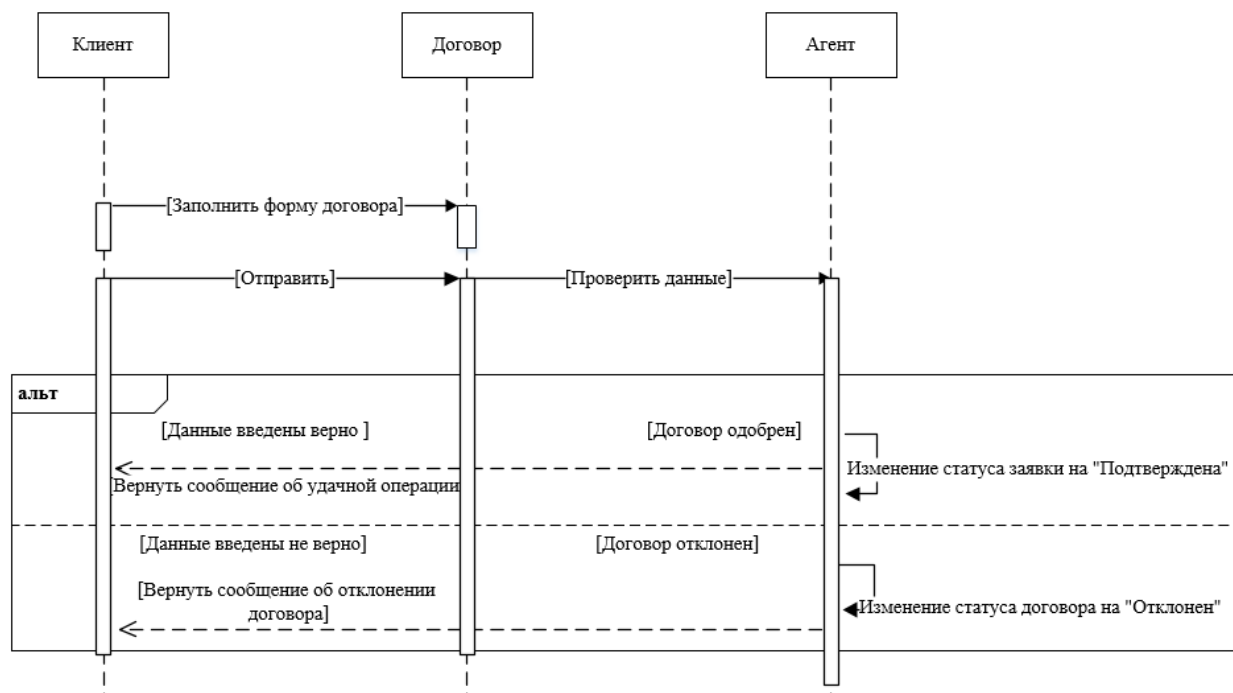 Клиент
Договор
Агент
[Заполнить форму договора]
[Отправить]
[Проверить данные]
альт
[Данные введены верно ]
[Договор одобрен]
Изменение статуса заявки на "Подтверждена"
[Вернуть сообщение об удачной операции
[Данные введены не верно]
[Договор отклонен]
[Вернуть сообщение об отклонении
договора]
Изменение статуса договора на "Отклонен"